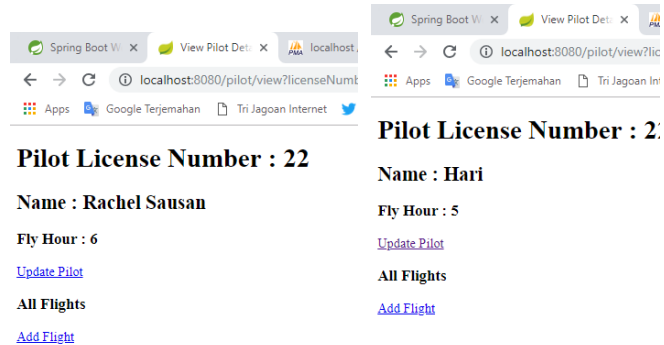 Spring Boot W
View Pilot Deta
localhost
localhost:8080/pilot/view?licenseNumb
Apps
Google Terjemahan
Tri Jagoan Internet
Pilot License Number : 22
Name : Rachel Sausan
Fly Hour : 6
Update Pilot
All Flights
Add Flight
Spring Boot W
View Pilot Deta
PMA
localhost:8080/pilot/view?lic
Apps
Google Terjemahan
Tri Jagoan Int
Pilot License Number :
Name : Hari
Fly Hour : 5
Update Pilot
All Flights
Add Flight